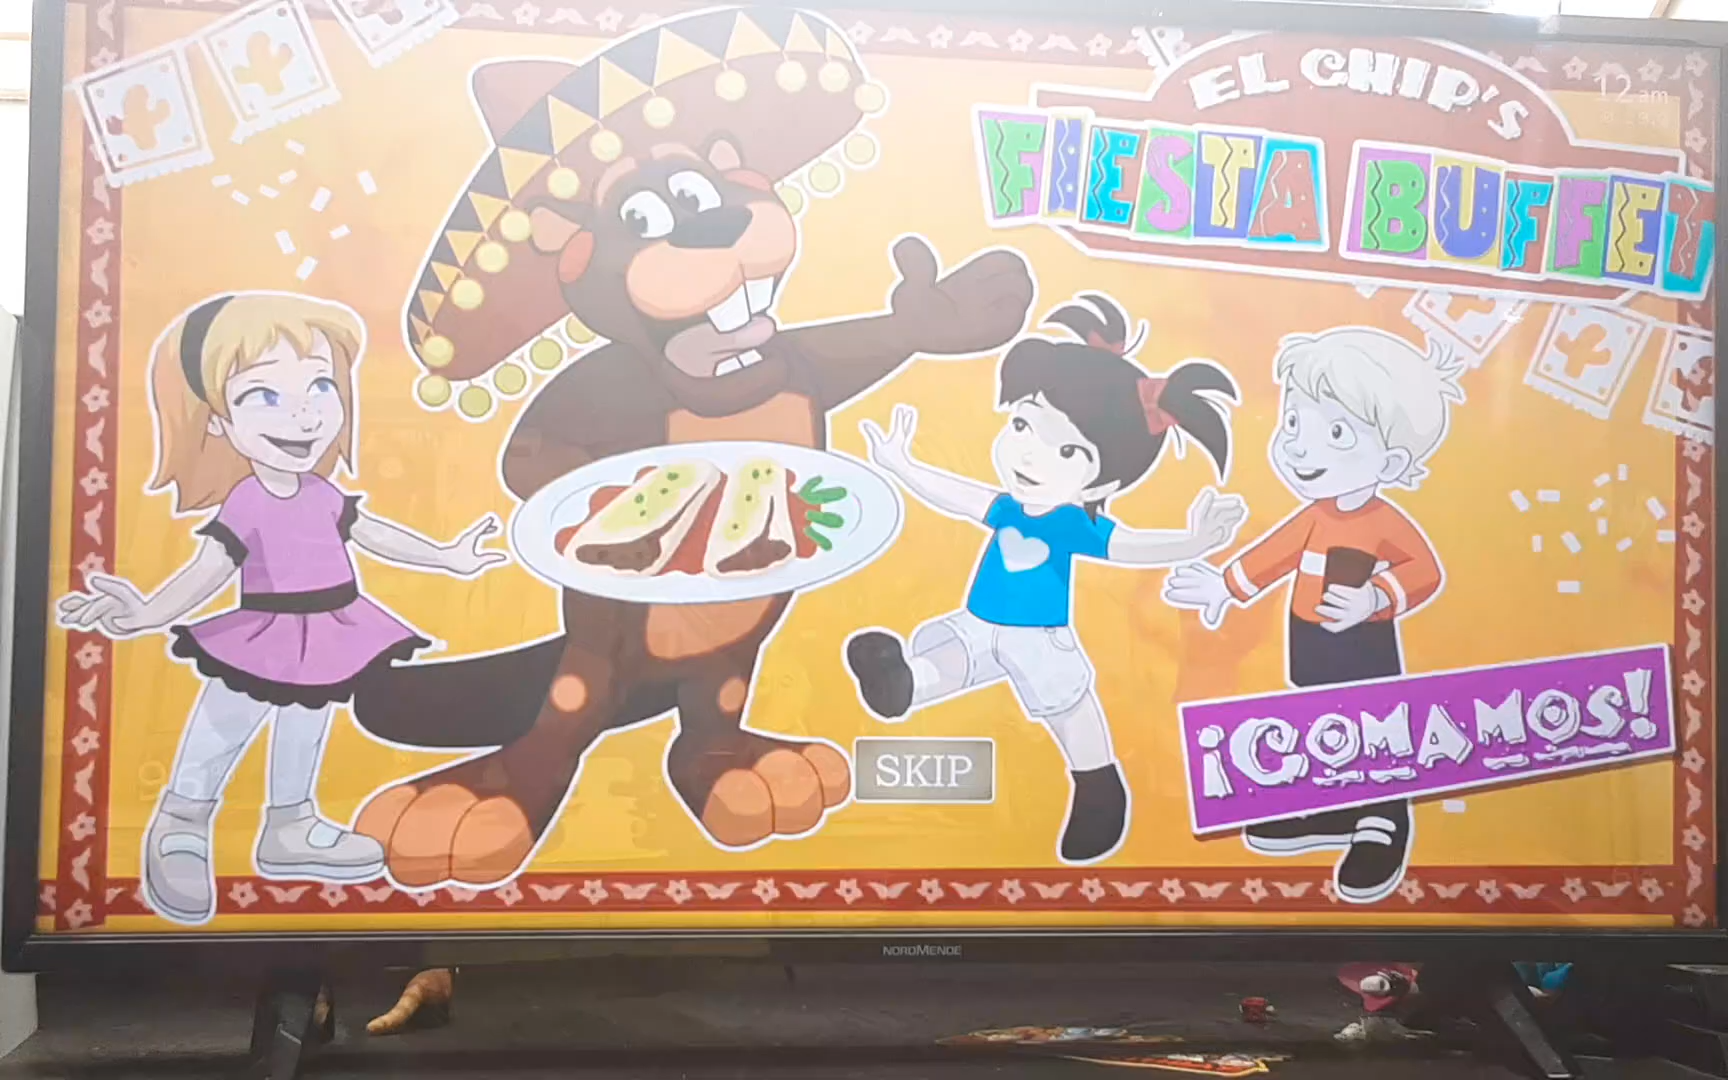 EL CHIP'S
12 am
FIESTA BUFFET
¡COMAMOS!
SKIP
NORDMENDE